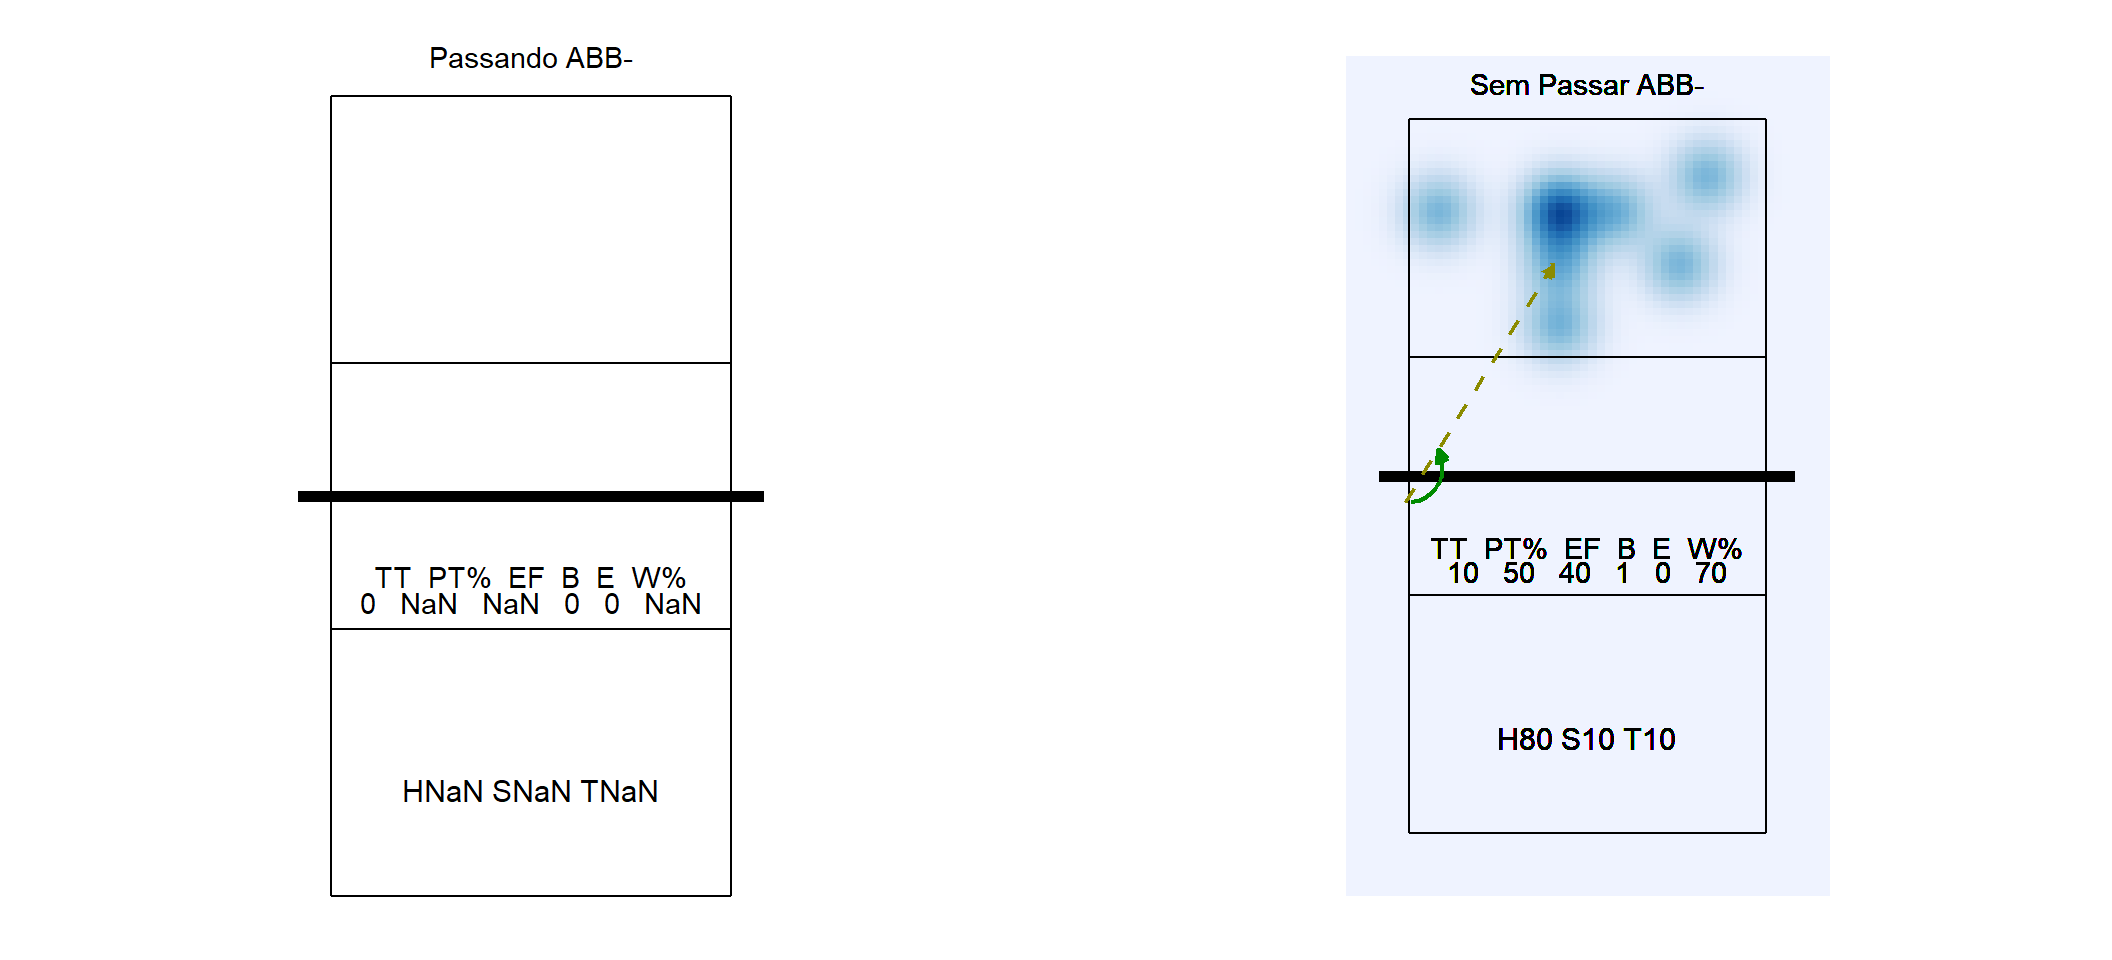 Passando ABB-
TT PT% EF B E W%
0 NaN NaN 0 0 NaN
HNaN SNaN TNaN
Sem Passar ABB-
TT PT% EF B E W%
10 50 40 1 0 70
H80 S10 T10